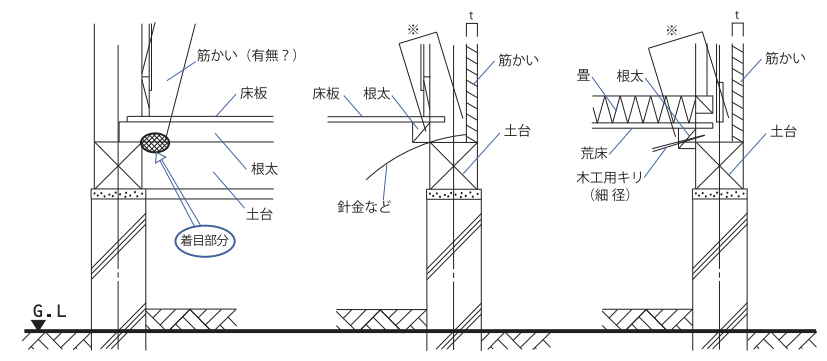 筋かい（有無？）
床板
根太
土台
着目部分
G.L
※
t
筋かい
床板
根太
土台
針金など
※
t
筋かい
畳
根太
土台
荒床
木工用キリ
（細 径）